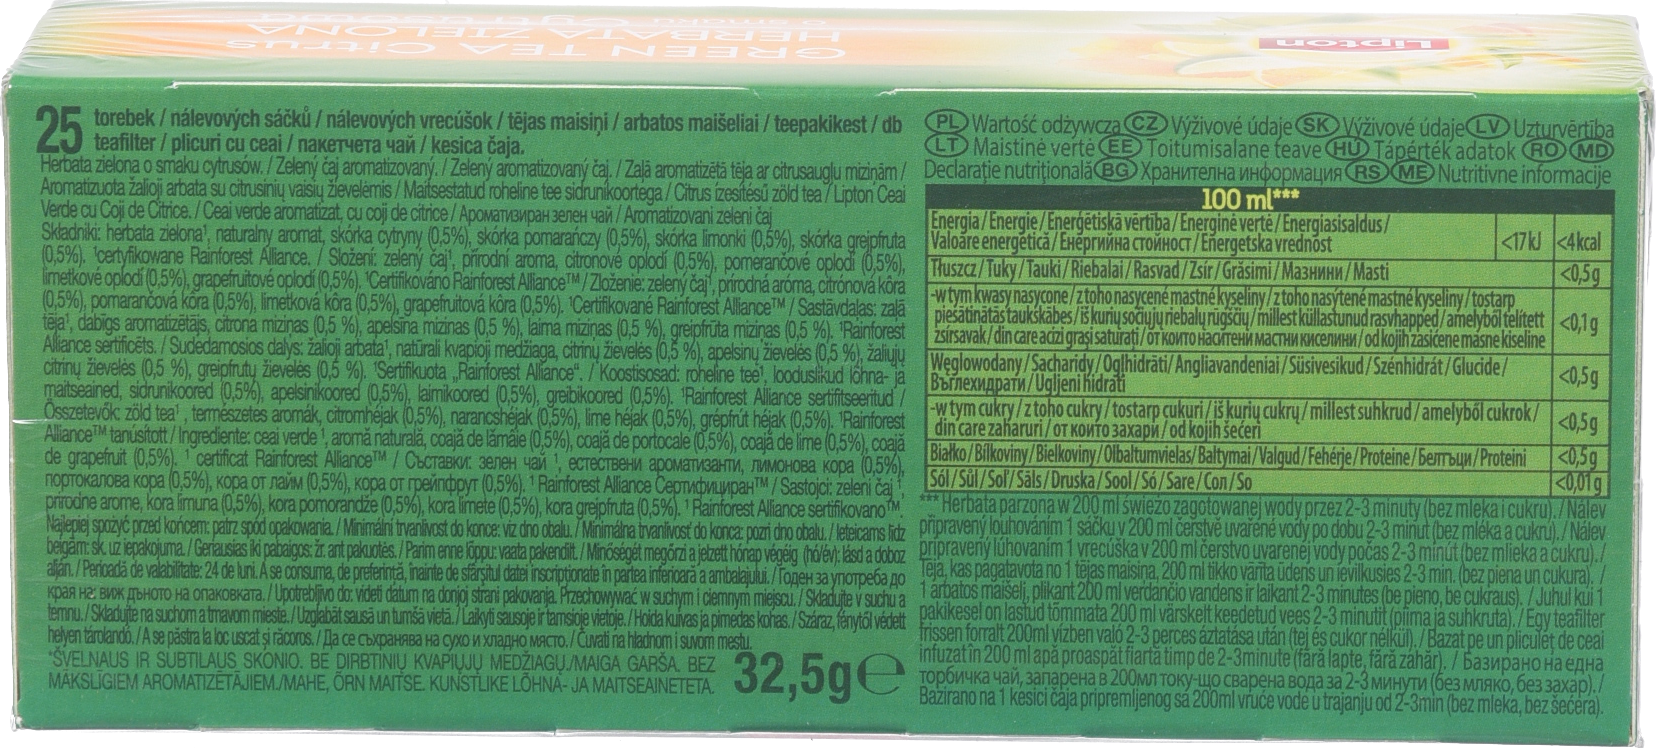 GREEN TEA Citrus
HERBATA ZIELONA
o smaku Cytrusowa
Lipton
25 torebek / nálevových sáčků / nálevových vrecúšok / tējas maisiņi / arbatos maišeliai / teepakikest / db
teafilter / plicuri cu ceai / пакетчета чай / kesica čaja.
Herbata zielona o smaku cytrusów. / Zelený čaj aromatizovaný. / Zelený aromatizovaný čaj. / Zaļā aromatizētā tēja ar citrusaugļu miziņām /
Aromatizuota žalioji arbata su citrusinių vaisių žievelėmis / Maitsestatud roheline tee sidrunikoortega / Citrus ízesítésű zöld tea / Lipton Ceai
Verde cu Coji de Citrice. / Ceai verde aromatizat, cu coji de citrice / Ароматизиран зелен чай / Aromatizovani zeleni čaj
Składniki: herbata zielona¹, naturalny aromat, skórka cytryny (0,5%), skórka pomarańczy (0,5%), skórka limonki (0,5%), skórka grejpfruta
(0,5%). ¹certyfikowane Rainforest Alliance. / Složení: zelený čaj¹, přírodní aroma, citronové oplodí (0,5%), pomerančové oplodí (0,5%),
limetkové oplodí (0,5%), grapefruitové oplodí (0,5%). ¹Certifikováno Rainforest Alliance™ / Zloženie: zelený čaj¹, prírodná aróma, citrónová kôra
(0,5%), pomarančová kôra (0,5%), limetková kôra (0,5%), grapefruitová kôra (0,5%). ¹Certifikované Rainforest Alliance™ / Sastāvdaļas: zaļā
tēja¹, dabīgs aromatizētājs, citrona miziņas (0,5 %), apelsīna miziņas (0,5 %), laima miziņas (0,5 %), greipfrūta miziņas (0,5 %). ¹Rainforest
Alliance sertificēts. / Sudedamosios dalys: žalioji arbata¹, natūrali kvapioji medžiaga, citrinų žievelės (0,5 %), apelsinų žievelės (0,5 %), žaliųjų
citrinų žievelės (0,5 %), greipfrutų žievelės (0,5 %). ¹Sertifikuota „Rainforest Alliance“. / Koostisosad: roheline tee¹, looduslikud lõhna- ja
maitseained, sidrunikoored (0,5%), apelsinikoored (0,5%), laimikoored (0,5%), greibikoored (0,5%). ¹Rainforest Alliance sertifitseeritud /
Összetevők: zöld tea¹ , természetes aromák, citromhéjak (0,5%), narancshéjak (0,5%), lime héjak (0,5%), grépfrút héjak (0,5%). ¹Rainforest
Alliance™ tanúsított / Ingrediente: ceai verde ¹, aromă naturală, coajă de lămâie (0,5%), coajă de portocale (0,5%), coajă de lime (0,5%), coajă
de grapefruit (0,5%). ¹ certificat Rainforest Alliance™ / Съставки: зелен чай ¹, естествени ароматизанти, лимонова кора (0,5%),
портокалова кора (0,5%), кора от лайм (0,5%), кора от грейпфрут (0,5%). ¹ Rainforest Alliance Сертифициран™ / Sastojci: zeleni čaj ¹,
prirodne arome, kora limuna (0,5%), kora pomorandže (0,5%), kora limete (0,5%), kora grejpfruta (0,5%). ¹ Rainforest Alliance sertifikovano™
Najlepiej spożyć przed końcem: patrz spód opakowania. / Minimální trvanlivost do konce: viz dno obalu. / Minimálna trvanlivosť do konca: pozri dno obalu. / Ieteicams līdz
beigām: sk. uz iepakojuma. / Geriausias iki pabaigos: žr. ant pakuotės. / Parim enne lõppu: vaata pakendilt. / Minőségét megőrzi a jelzett hónap végéig (hó/év): lásd a doboz
alján. / Perioadă de valabilitate: 24 de luni. A se consuma, de preferinţă, înainte de sfârşitul datei inscripţionate în partea inferioară a ambalajului. / Годен за употреба до
края на: виж дъното на опаковката. / Upotrebljivo do: videti datum na donjoj strani pakovanja. Przechowywać w suchym i ciemnym miejscu. / Skladujte v suchu a
temnu. / Skladujte na suchom a tmavom mieste. / Uzglabāt sausā un tumšā vietā. / Laikyti sausoje ir tamsioje vietoje. / Hoida kuivas ja pimedas kohas. / Száraz, fénytől védett
helyen tárolandó. / A se păstra la loc uscat şi răcoros. / Да се съхранява на сухо и хладно място. / Čuvati na hladnom i suvom mestu.
*ŠVELNAUS IR SUBTILAUS SKONIO. BE DIRBTINIŲ KVAPIŲJŲ MEDŽIAGŲ./MAIGA GARŠA. BEZ
MĀKSLĪGIEM AROMATIZĒTĀJIEM./MAHE, ÕRN MAITSE. KUNSTLIKE LÕHNA- JA MAITSEAINETETA.
32,5g ℮
PL Wartość odżywcza CZ Výživové údaje SK Výživové údaje LV Uzturvērtība
LT Maistinė vertė EE Toitumisalane teave HU Tápérték adatok RO MD
Declarație nutrițională BG Хранителна информация RS ME Nutritivne informacije
100 ml***
Energia / Energie / Enerģētiskā vērtība / Energinė vertė / Energiasisaldus /
Valoare energetică / Енергийна стойност / Energetska vrednost <17 kJ <4 kcal
Tłuszcz / Tuky / Tauki / Riebalai / Rasvad / Zsír / Grăsimi / Мазнини / Masti <0,5 g
-w tym kwasy nasycone / z toho nasycené mastné kyseliny / z toho nasýtené mastné kyseliny / tostarp
piesātinātās taukskābes / iš kurių sočiųjų riebalų rūgščių / millest küllastunud rasvhapped / amelyből telített
zsírsavak / din care acizi grași saturați / от които наситени мастни киселини / od kojih zasićene masne kiseline <0,1 g
Węglowodany / Sacharidy / Ogļhidrāti / Angliavandeniai / Süsivesikud / Szénhidrát / Glucide /
Въглехидрати / Ugljeni hidrati <0,5 g
-w tym cukry / z toho cukry / tostarp cukuri / iš kurių cukrų / millest suhkrud / amelyből cukrok /
din care zaharuri / от които захари / od kojih šećeri <0,5 g
Białko / Bílkoviny / Bielkoviny / Olbaltumvielas / Baltymai / Valgud / Fehérje / Proteine / Белтъци / Proteini <0,5 g
Sól / Sůl / Soľ / Sāls / Druska / Sool / Só / Sare / Сол / So <0,01 g
*** Herbata parzona w 200 ml świeżo zagotowanej wody przez 2-3 minuty (bez mleka i cukru). / Nálev
připravený louhováním 1 sáčku v 200 ml čerstvě uvařené vody po dobu 2-3 minut (bez mléka a cukru). / Nálev
pripravený lúhovaním 1 vrecúška v 200 ml čerstvo uvarenej vody počas 2-3 minút (bez mlieka a cukru). /
Tēja, kas pagatavota no 1 tējas maisiņa, 200 ml tikko vārīta ūdens un ievilkusies 2-3 min. (bez piena un cukura). /
1 arbatos maišelį, plikant 200 ml verdančio vandens ir laikant 2-3 minutes (be pieno, be cukraus). / Juhul kui 1
pakikesel on lastud tõmmata 200 ml värskelt keedetud vees 2-3 minutit (piima ja suhkruta). / Egy teafilter
frissen forralt 200ml vízben való 2-3 perces áztatása után (tej és cukor nélkül). / Bazat pe un pliculeț de ceai
infuzat în 200 ml apă proaspăt fiartă timp de 2-3minute (fără lapte, fără zahăr). / Базирано на една
торбичка чай, запарена в 200мл току-що сварена вода за 2-3 минути (без мляко, без захар). /
Bazirano na 1 kesici čaja pripremljenog sa 200ml vruće vode u trajanju od 2-3min (bez mleka, bez šećera).